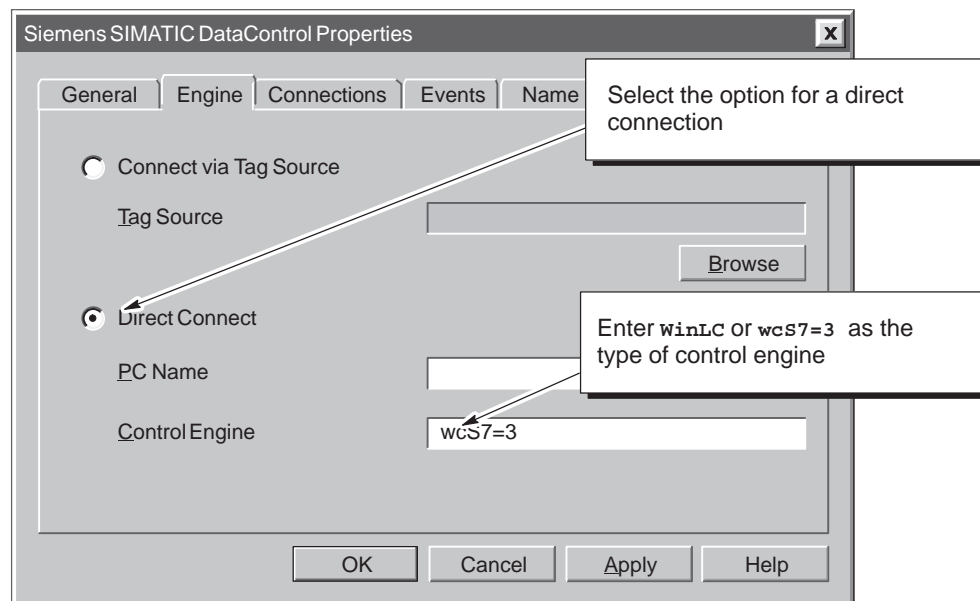 Siemens SIMATIC DataControl Properties
X
General
Engine
Connections
Events
Name
Select the option for a direct
connection
Connect via Tag Source
Tag Source
Browse
Direct Connect
Enter WinLC or wcS7=3 as the
type of control engine
PC Name
Control Engine
wcS7=3
OK
Cancel
Apply
Help